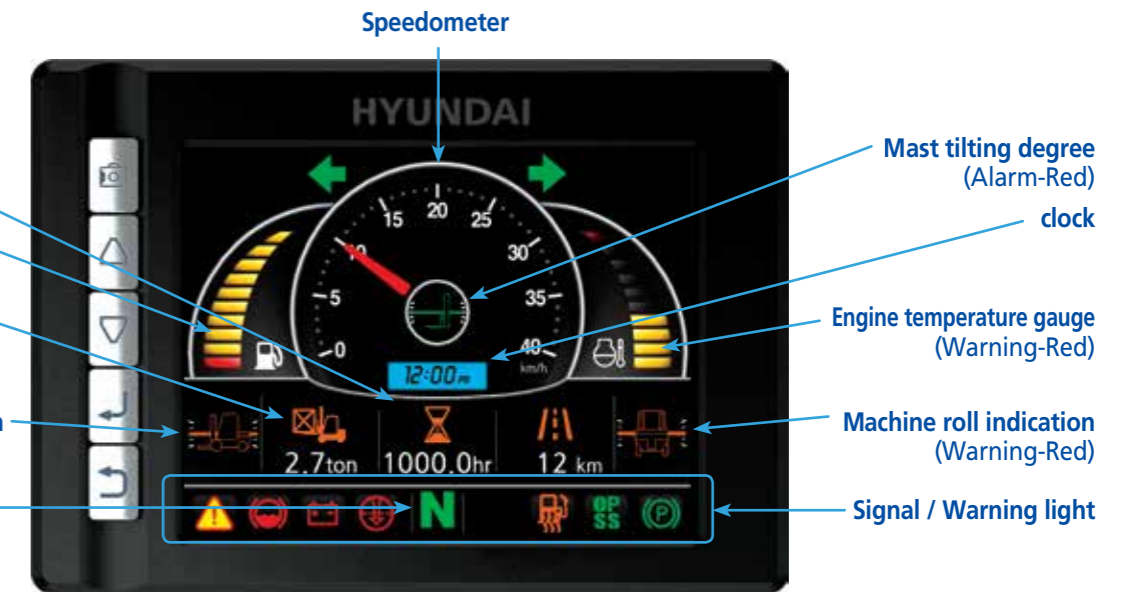 Speedometer
HYUNDAI
Mast tilting degree
(Alarm-Red)
clock
Engine temperature gauge
(Warning-Red)
Machine roll indication
(Warning-Red)
Signal / Warning light
0
5
10
15
20
25
30
35
40
km/h
12:00
2.7ton
1000.0hr
12 km
N
OP
SS
P